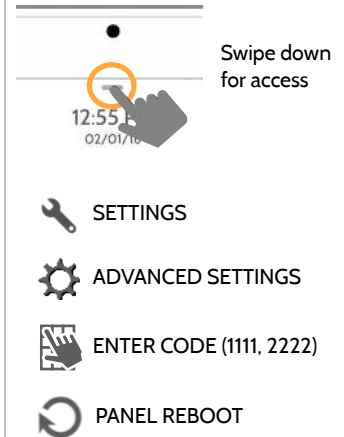 Swipe down
for access
12:55
02/01/16
SETTINGS
ADVANCED SETTINGS
ENTER CODE (1111, 2222)
PANEL REBOOT